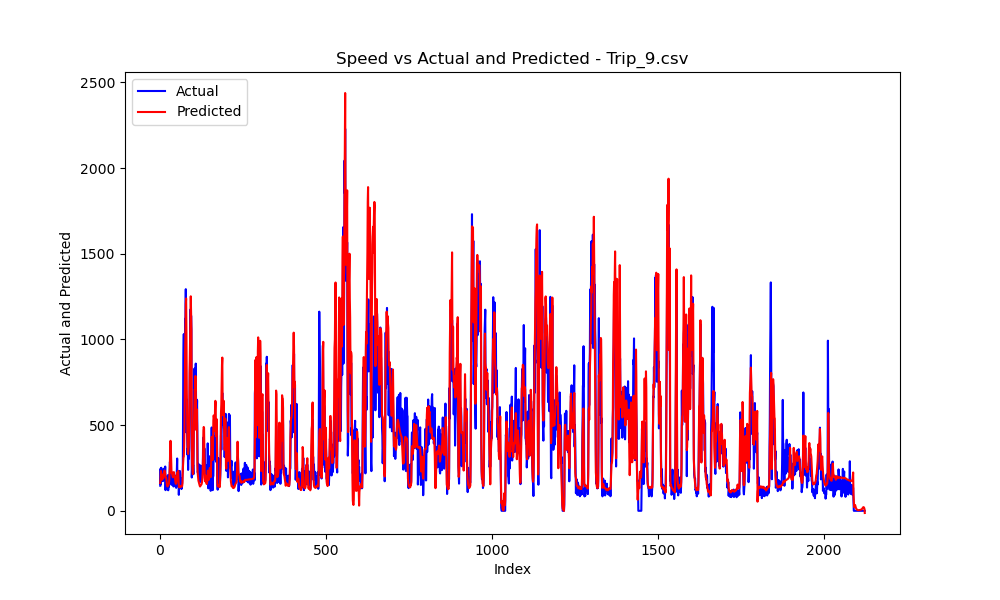 Speed vs Actual and Predicted - Trip_9.csv
Actual
Predicted
Actual and Predicted
2500
2000
1500
1000
500
0
0
500
1000
1500
2000
Index